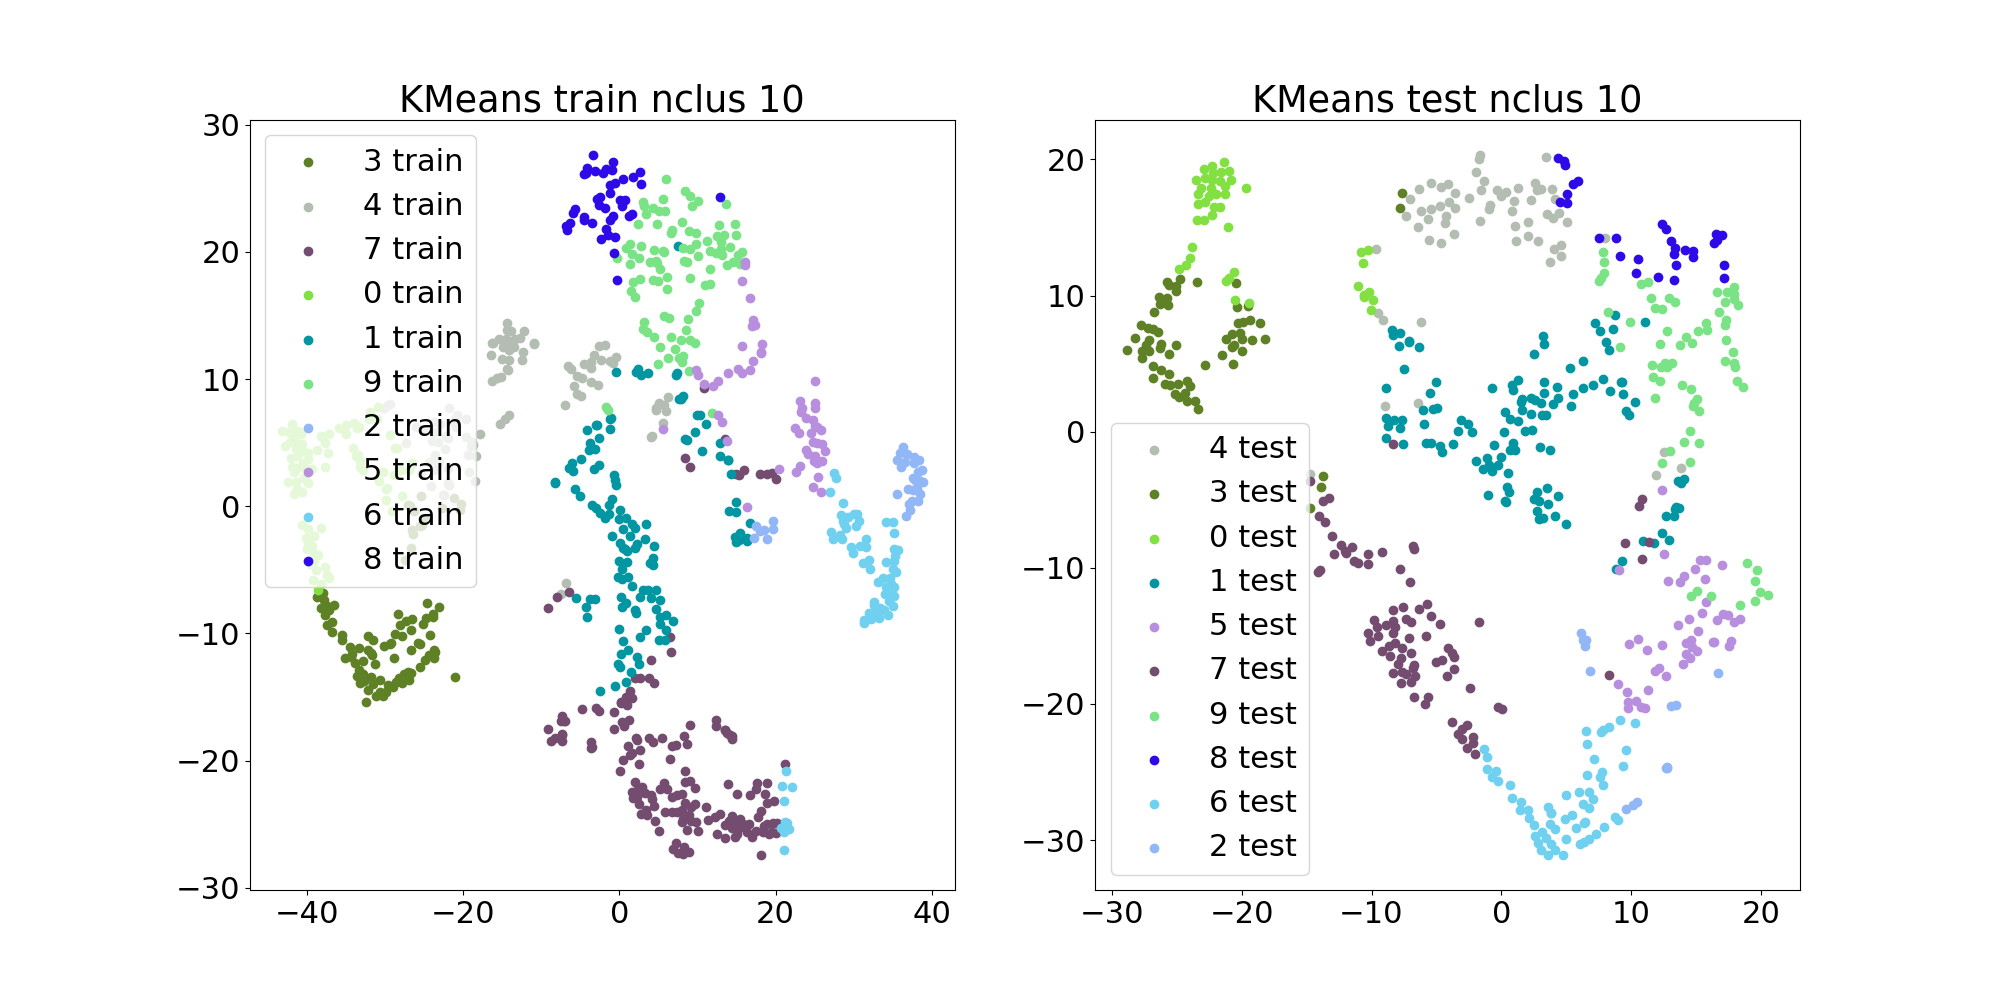 KMeans train nclus 10
30
20
10
0
−10
−20
−30
−40
−20
0
20
40
3 train
4 train
7 train
0 train
1 train
9 train
2 train
5 train
6 train
8 train
KMeans test nclus 10
20
10
0
−10
−20
−30
−30
−20
−10
0
10
20
4 test
3 test
0 test
1 test
5 test
7 test
9 test
8 test
6 test
2 test